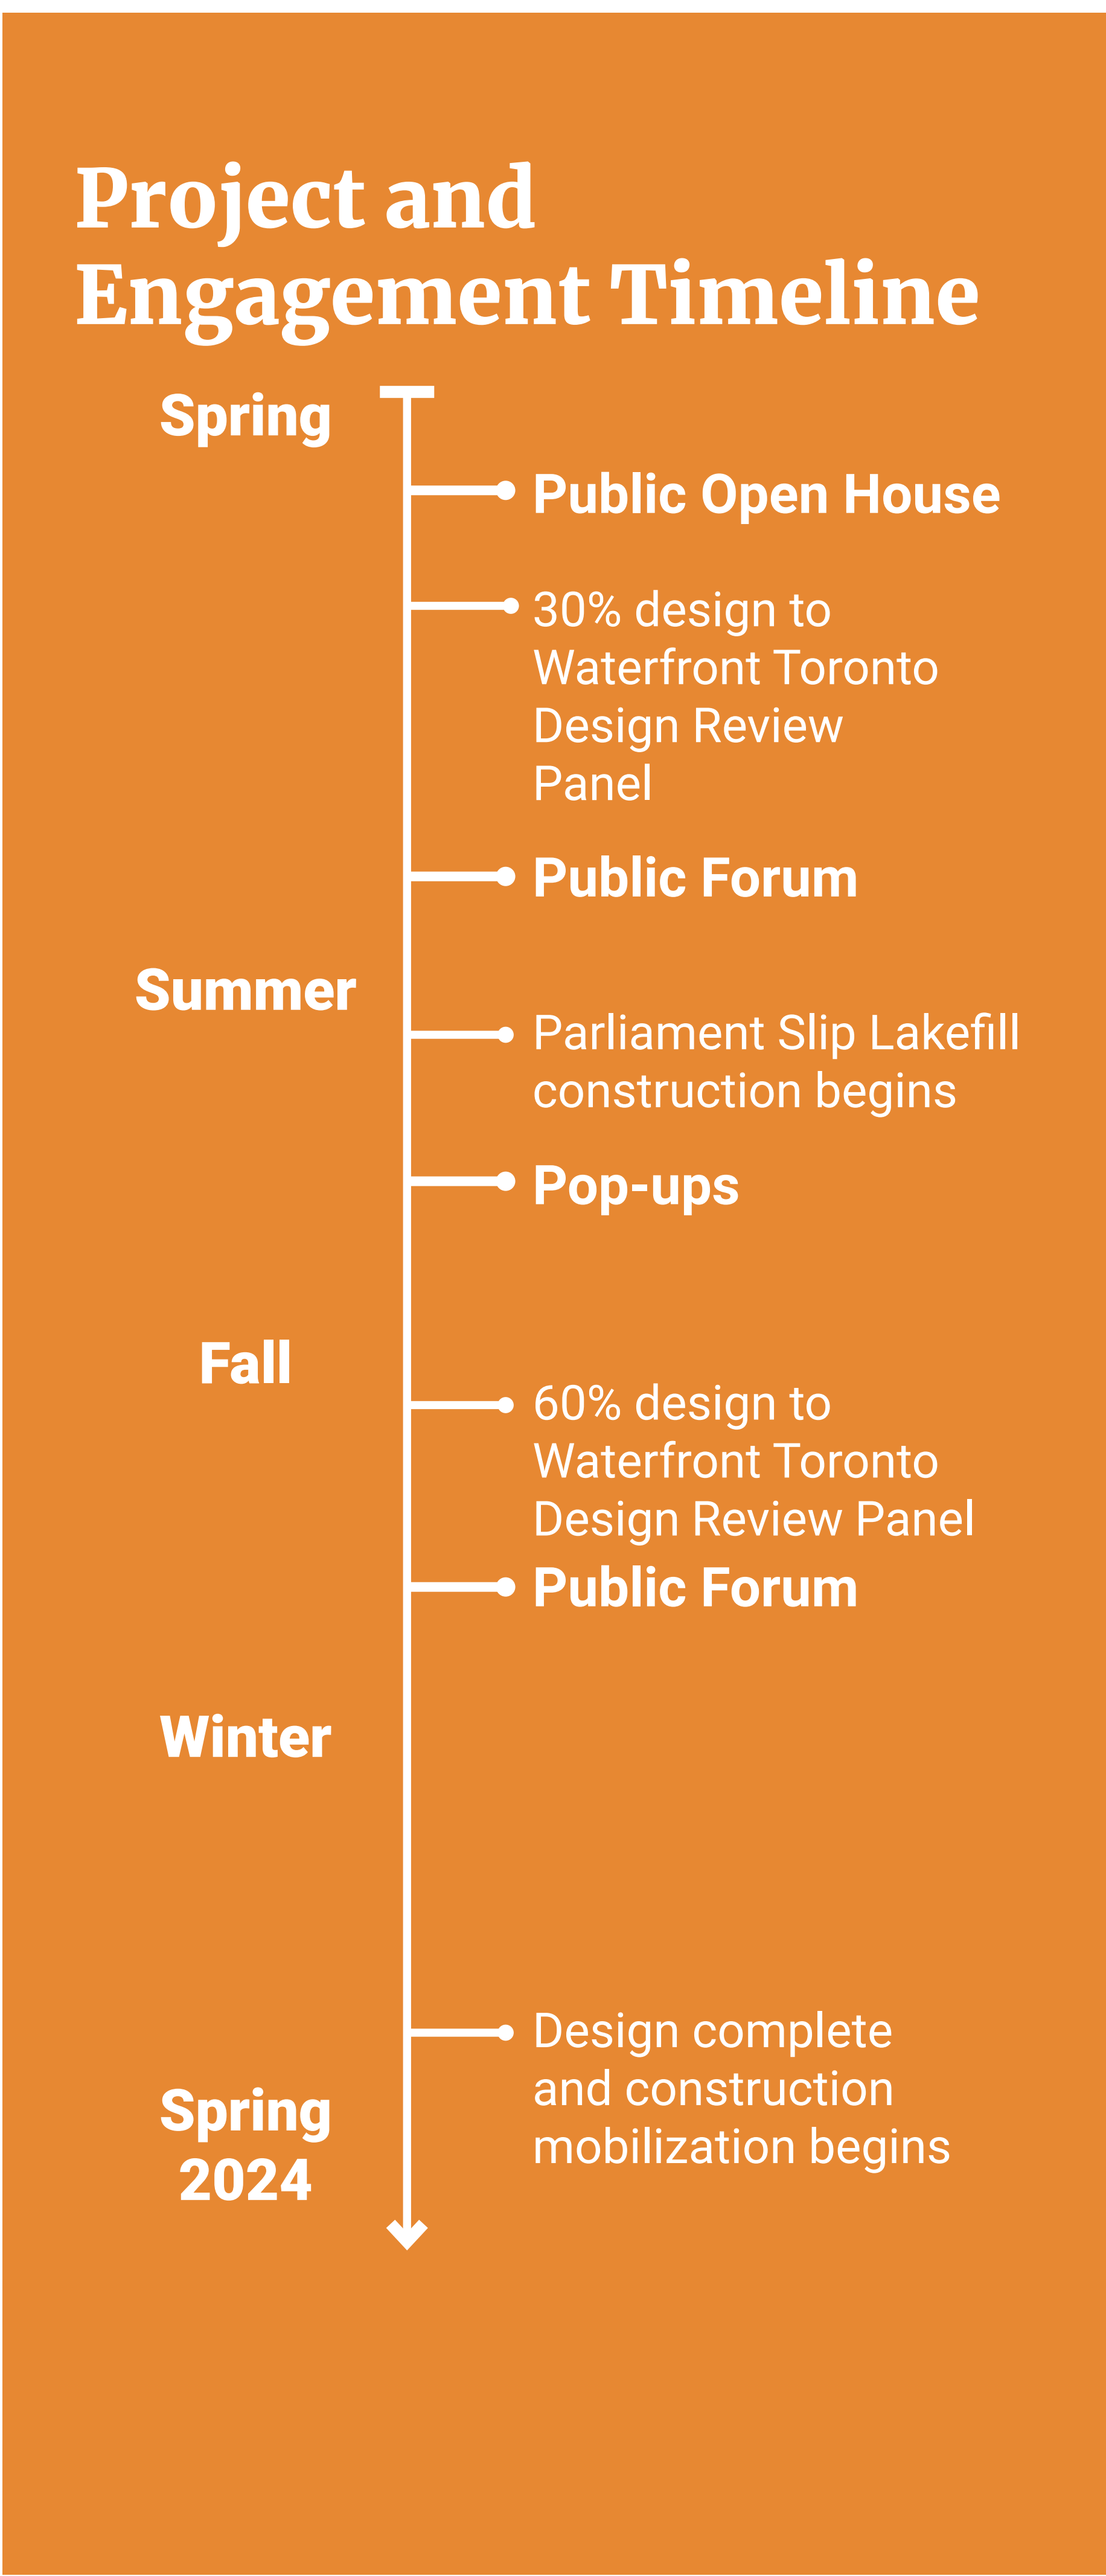 Project and
Engagement Timeline
Spring
Public Open House
30% design to
Waterfront Toronto
Design Review
Panel
Public Forum
Summer
Parliament Slip Lakefill
construction begins
Pop-ups
Fall
60% design to
Waterfront Toronto
Design Review Panel
Public Forum
Winter
Design complete
and construction
mobilization begins
Spring
2024